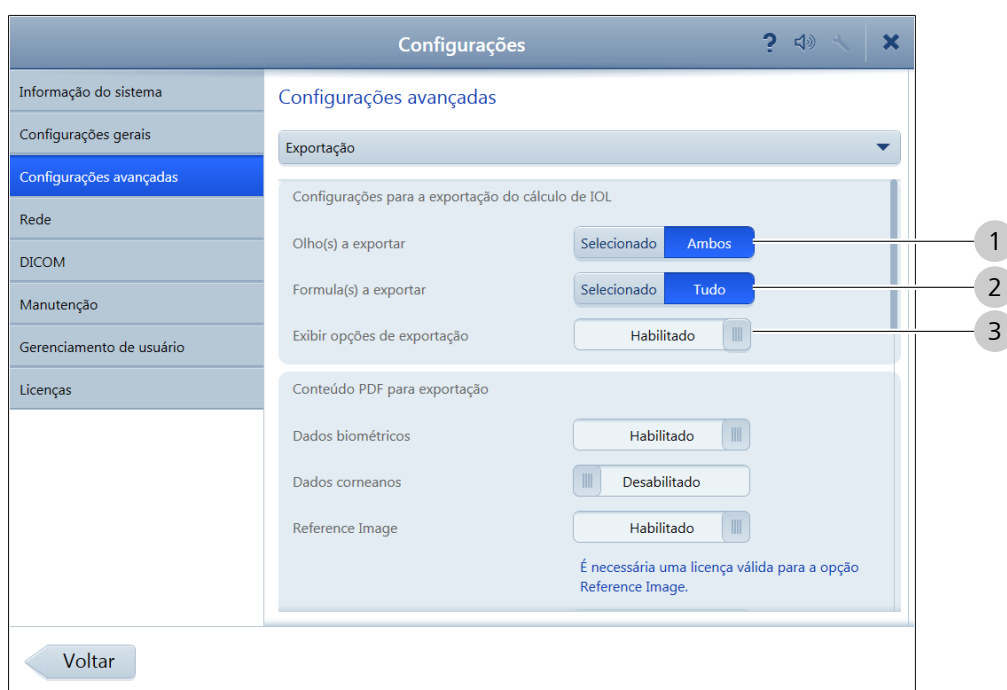 Configurações
?
Informação do sistema
Configurações gerais
Configurações avançadas
Rede
DICOM
Manutenção
Gerenciamento de usuário
Licenças
Configurações avançadas
Exportação
Configurações para a exportação do cálculo de IOL
Olho(s) a exportar Selecionado Ambos 1
Formula(s) a exportar Selecionado Tudo 2
Exibir opções de exportação Habilitado 3
Conteúdo PDF para exportação
Dados biométricos Habilitado
Dados corneanos Desabilitado
Reference Image Habilitado
É necessária uma licença válida para a opção
Reference Image.
Voltar